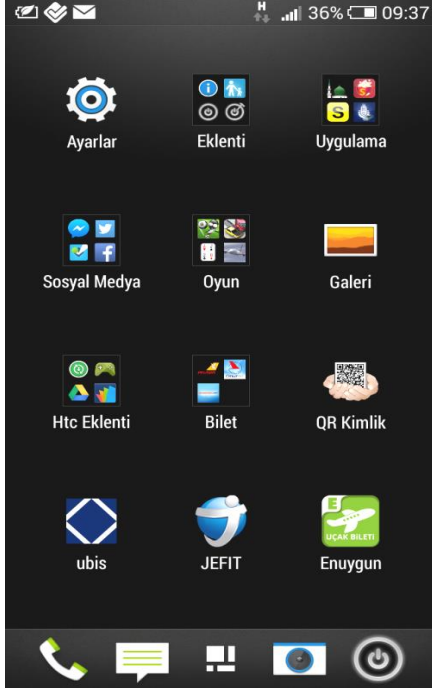 H
36% 09:37
Ayarlar Eklenti Uygulama
Sosyal Medya Oyun Galeri
Htc Eklenti Bilet QR Kimlik
E
UÇAK BİLETİ
ubis JEFIT Enuygun